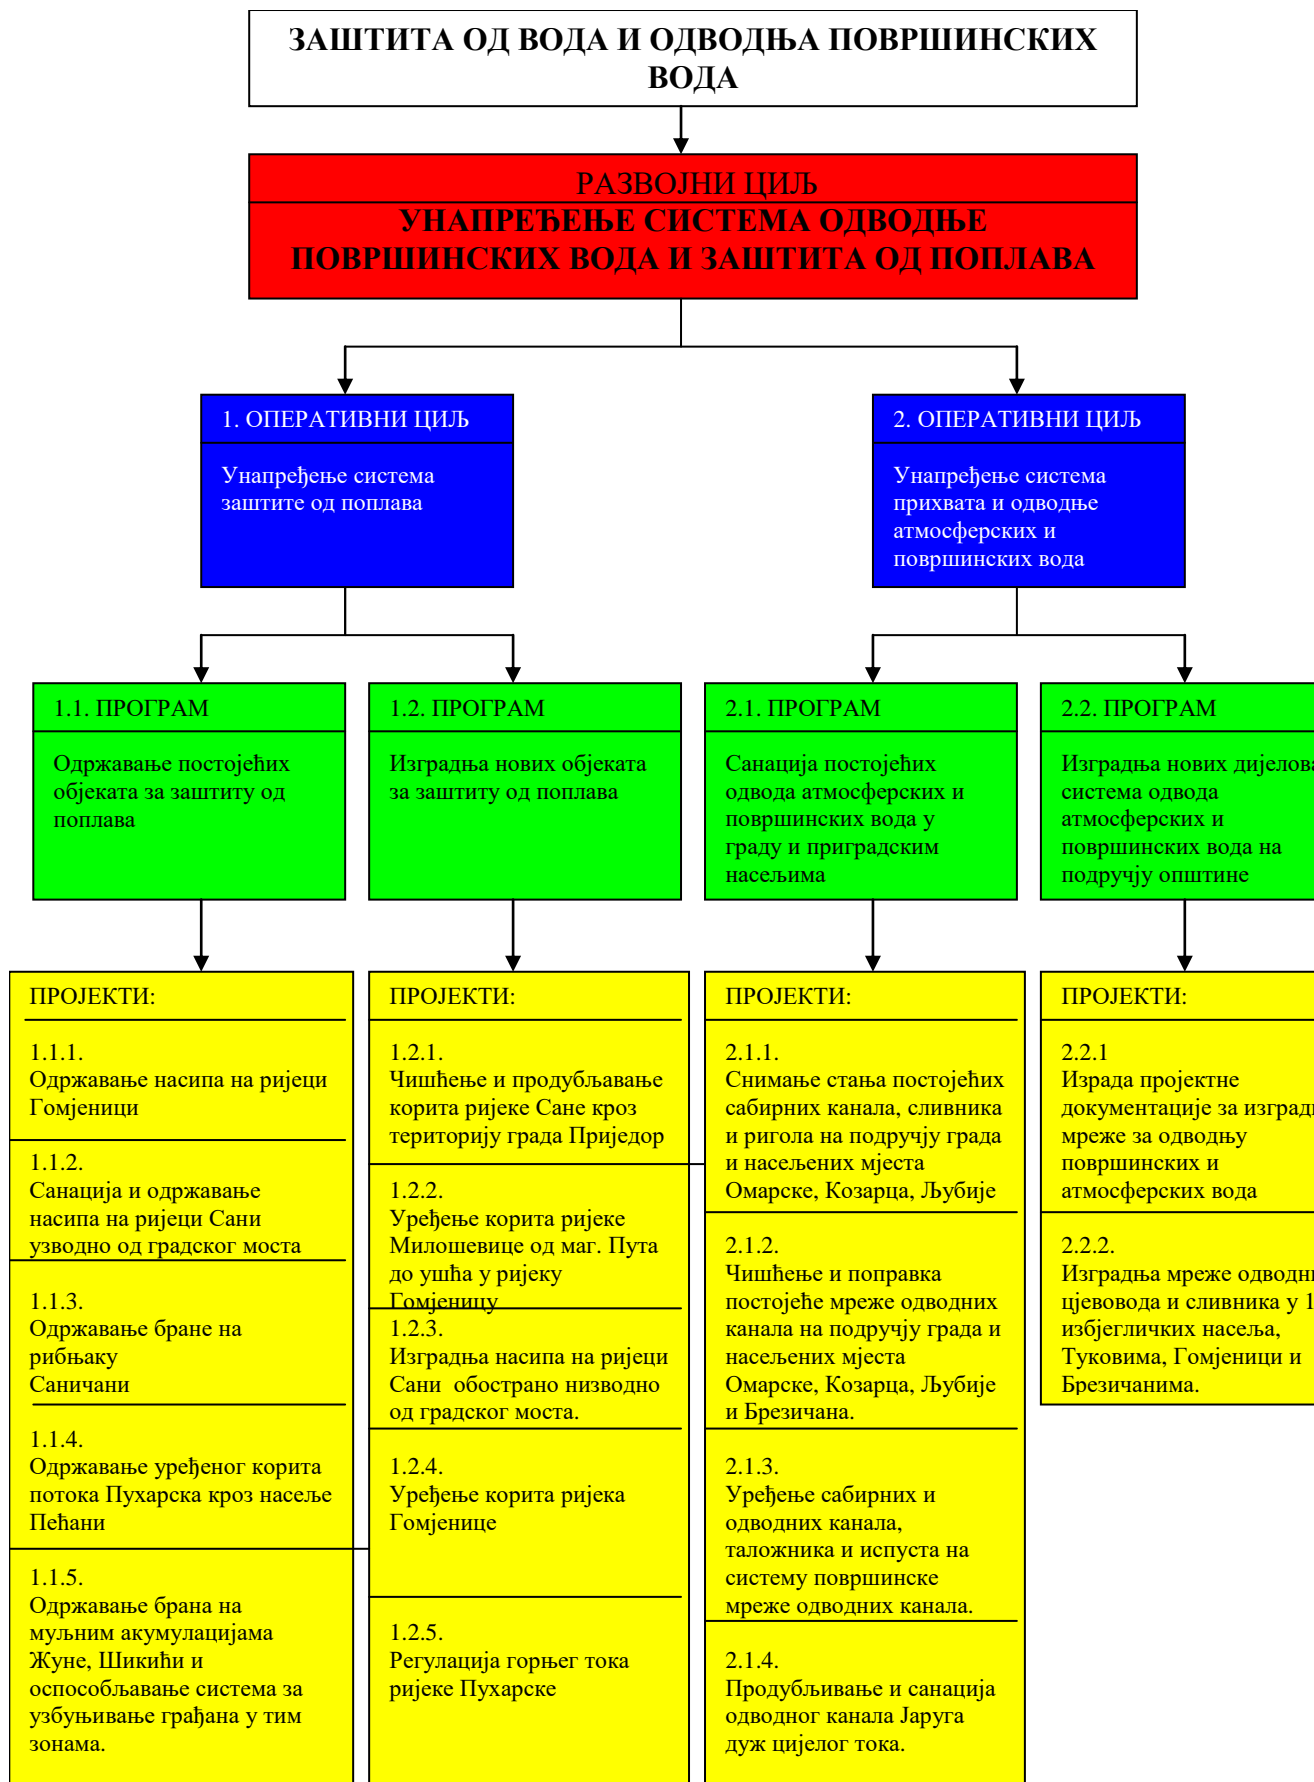 ЗАШТИТА ОД ВОДА И ОДВОДЊА ПОВРШИНСКИХ
ВОДА
РАЗВОЈНИ ЦИЉ
УНАПРЕЂЕЊЕ СИСТЕМА ОДВОДЊЕ
ПОВРШИНСКИХ ВОДА И ЗАШТИТА ОД ПОПЛАВА
1. ОПЕРАТИВНИ ЦИЉ
Унапређење система
заштите од поплава
2. ОПЕРАТИВНИ ЦИЉ
Унапређење система
прихвата и одводње
атмосферских и
површинских вода
1.1. ПРОГРАМ
Одржавање постојећих
објеката за заштиту од
поплава
1.2. ПРОГРАМ
Изградња нових објеката
за заштиту од поплава
2.1. ПРОГРАМ
Санација постојећих
одвода атмосферских и
површинских вода у
граду и приградским
насељима
2.2. ПРОГРАМ
Изградња нових дијелова
система одвода
атмосферских и
површинских вода на
подручју општине
ПРОЈЕКТИ:
1.1.1.
Одржавање насипа на ријеци
Гомјеници
1.1.2.
Санација и одржавање
насипа на ријеци Сани
узводно од градског моста
1.1.3.
Одржавање бране на
рибњаку
Саничани
1.1.4.
Одржавање уређеног корита
потока Пухарска кроз насеље
Пећани
1.1.5.
Одржавање брана на
муљним акумулацијама
Жуне, Шикићи и
оспособљавање система за
узбуњивање грађана у тим
зонама.
ПРОЈЕКТИ:
1.2.1.
Чишћење и продубљавање
корита ријеке Сане кроз
територију града Приједор
1.2.2.
Уређење корита ријеке
Милошевице од маг. Пута
до ушћа у ријеку
Гомјеницу
1.2.3.
Изградња насипа на ријеци
Сани обострано низводно
од градског моста.
1.2.4.
Уређење корита ријека
Гомјенице
1.2.5.
Регулација горњег тока
ријеке Пухарске
ПРОЈЕКТИ:
2.1.1.
Снимање стања постојећих
сабирних канала, сливника
и ригола на подручју града
и насељених мјеста
Омарске, Козарца, Љубије
2.1.2.
Чишћење и поправка
постојеће мреже одводних
канала на подручју града и
насељених мјеста
Омарске, Козарца, Љубије
и Брезичана.
2.1.3.
Уређење сабирних и
одводних канала,
таложника и испуста на
систему површинске
мреже одводних канала.
2.1.4.
Продубљивање и санација
одводног канала Јаруга
дуж цијелог тока.
ПРОЈЕКТИ:
2.2.1
Израда пројектне
документације за
мреже за одводњу
површинских и
атмосферских вода
2.2.2.
Изградња мреже
цјевовода и сливника у
избјегличких насеља,
Туковима, Гомјеници и
Брезичанима.